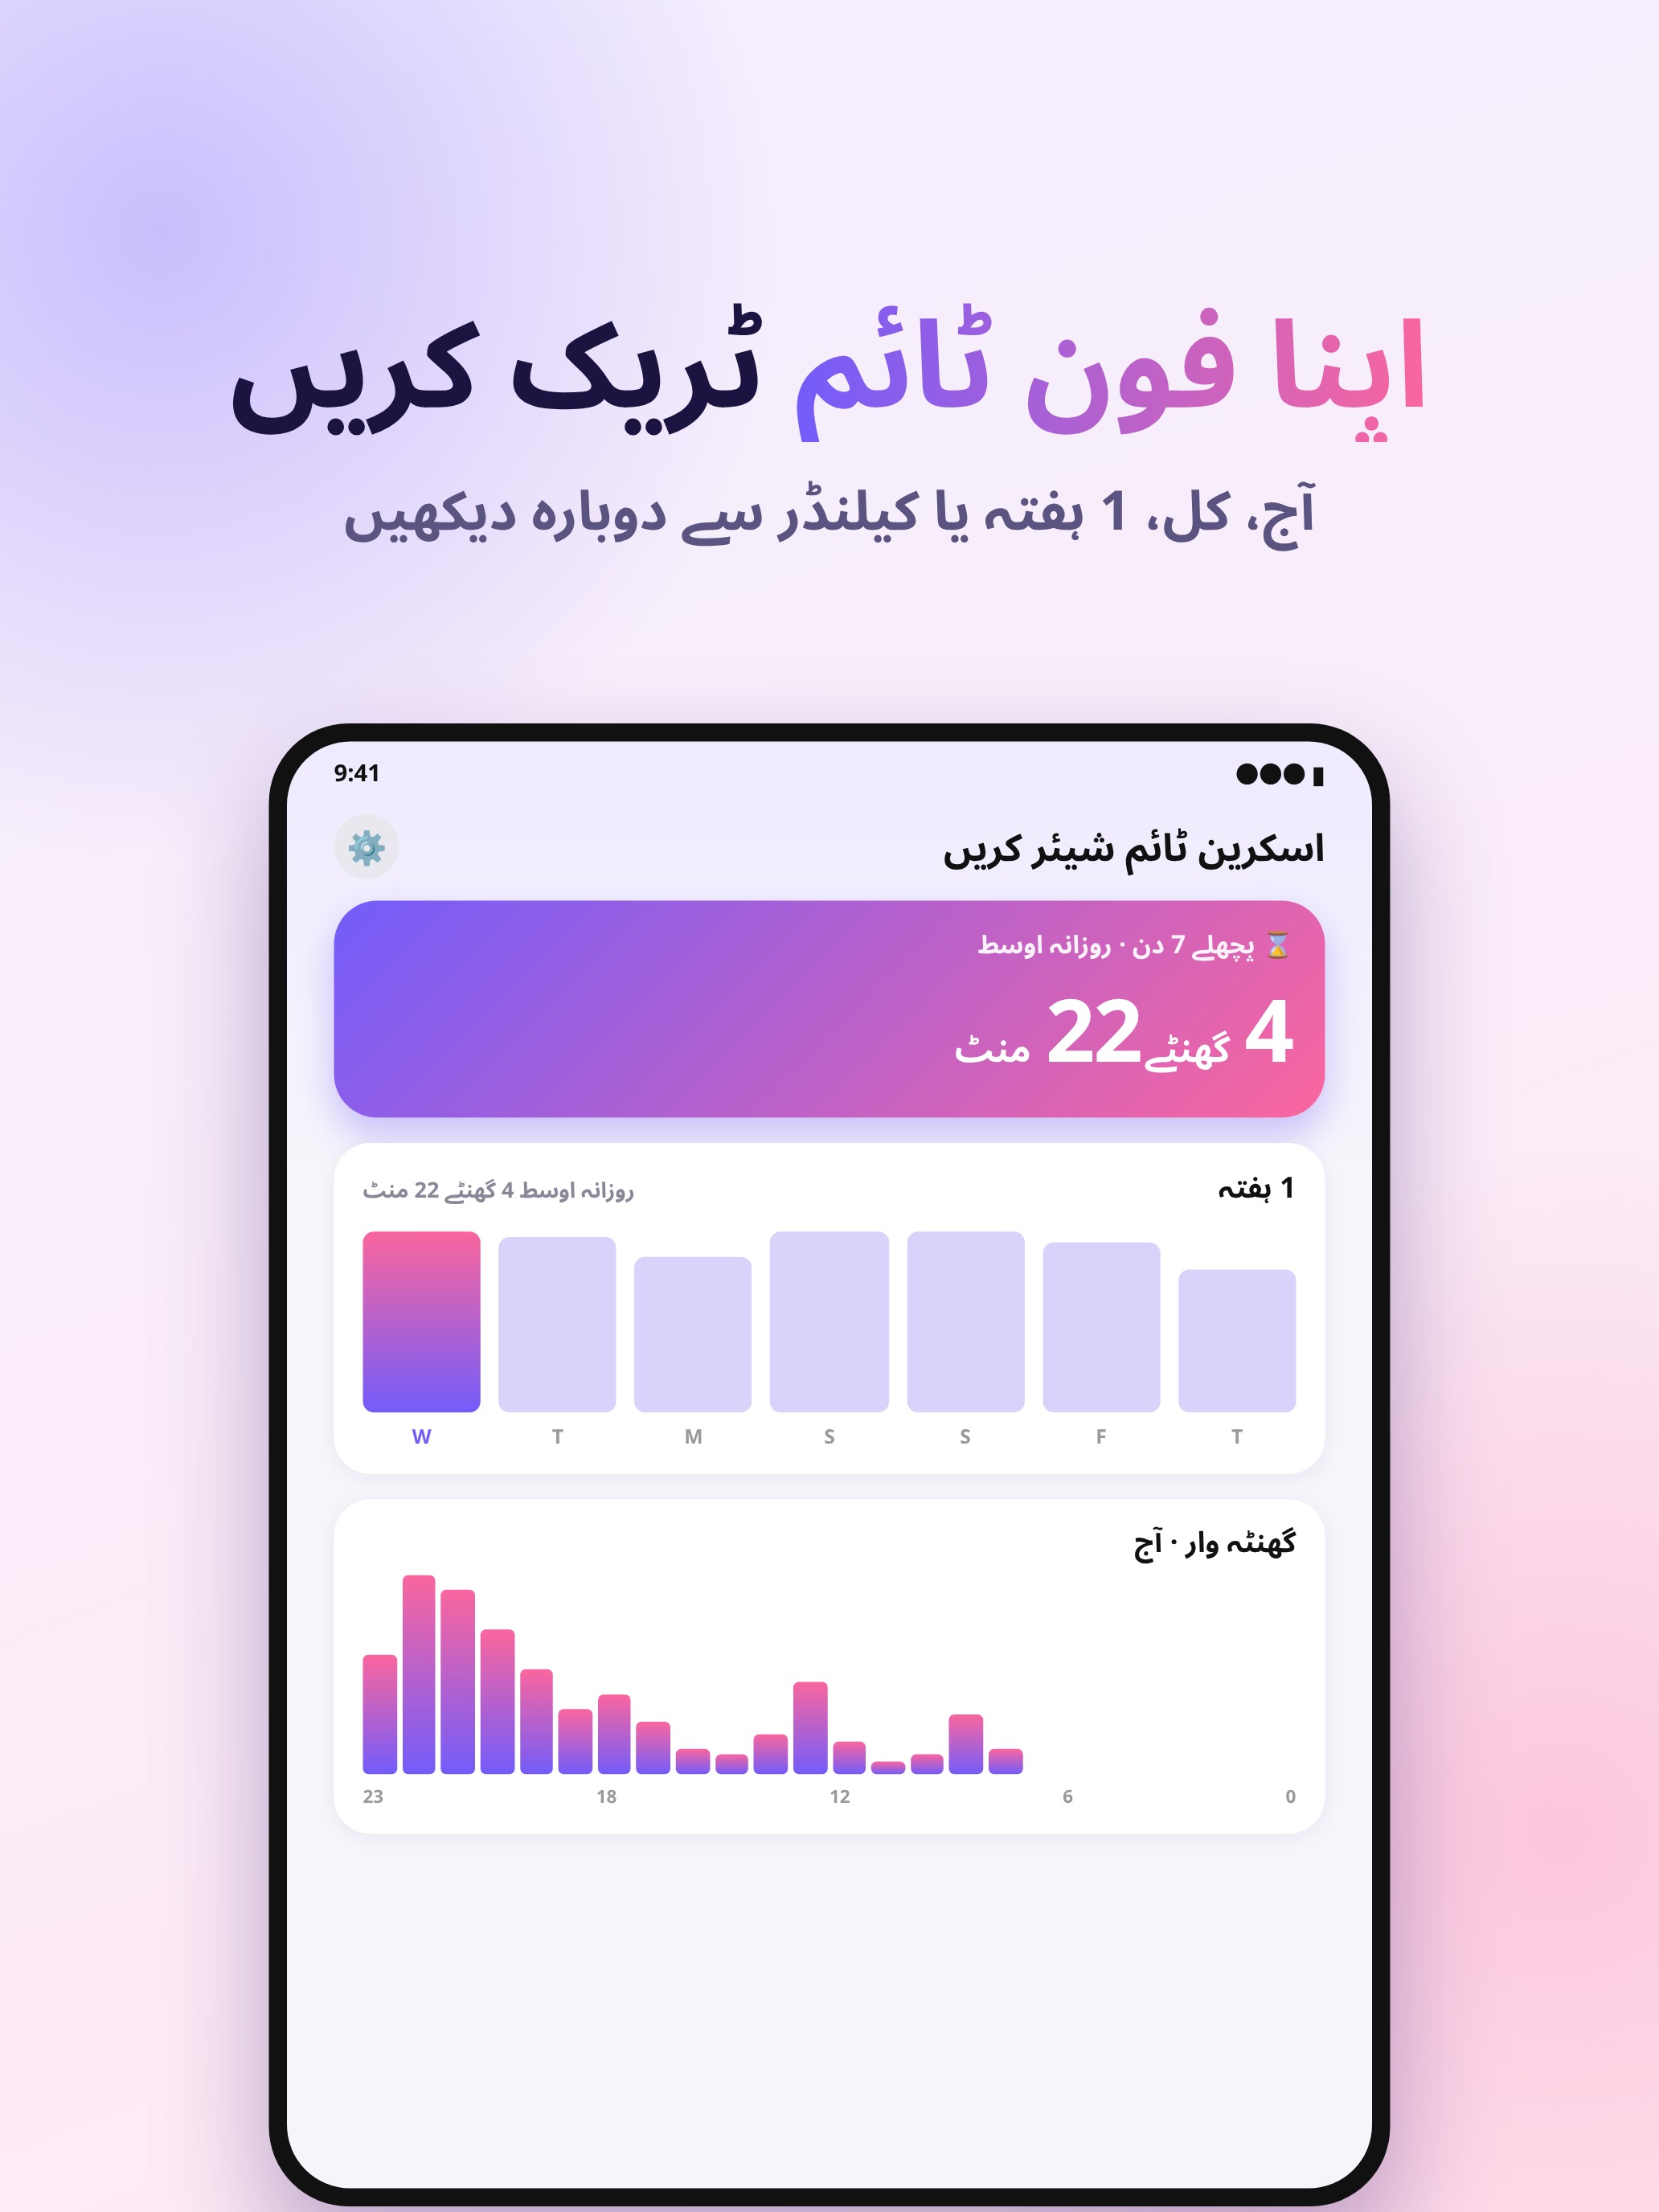 اپنا فون ٹائم ٹریک کریں
آج، کل، 1 ہفتہ یا کیلنڈر سے دوبارہ دیکھیں
9:41
اسکرین ٹائم شیئر کریں
⌛ پچھلے 7 دن · روزانہ اوسط
4 گھنٹے 22 منٹ
1 ہفتہ
روزانہ اوسط 4 گھنٹے 22 منٹ
T F S S M T W
گھنٹہ وار · آج
0 6 12 18 23